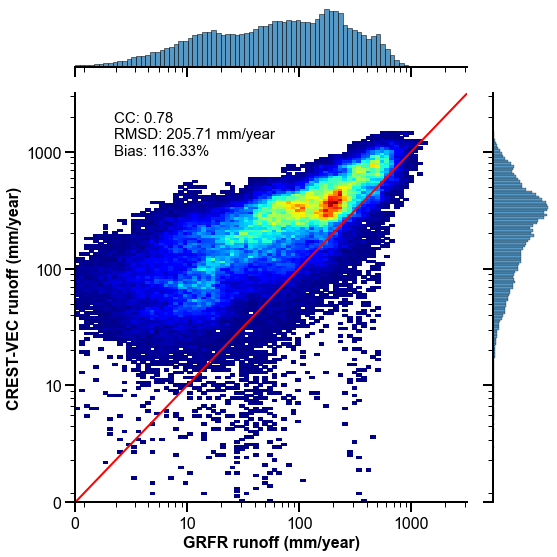 CC: 0.78
RMSD: 205.71 mm/year
Bias: 116.33%
1000
100
10
0
CREST-VEC runoff (mm/year)
0 10 100 1000
GRFR runoff (mm/year)